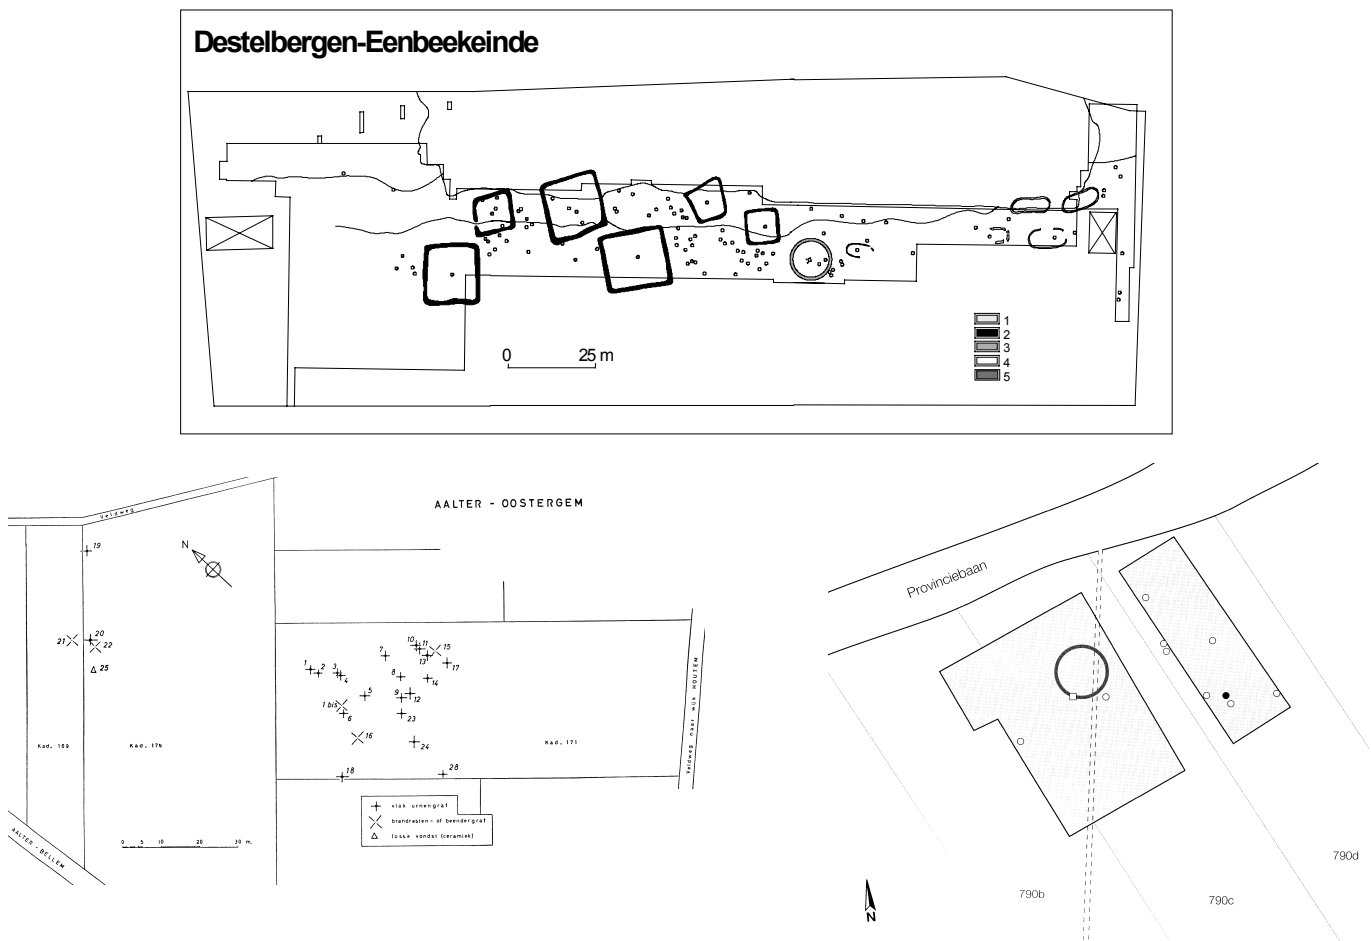 Destelbergen-Eenbeekeinde
0 25 m
1
2
3
4
5
AALTER - OOSTERGEM
Veldweg
N
19
20
21
22
25
1
2
3
4
5
1 bis
6
7
8
9
10
11
12
13
14
15
16
17
18
23
24
28
Kad. 169
Kad. 176
Kad. 171
Veldweg naar wijk HOUTEM
AALTER - BELLEM
0 5 10 20 30 m.
vlak urnengraf
brandresten- of beendergraf
losse vondst (ceramiek)
Provinciebaan
790b
790c
790d
N